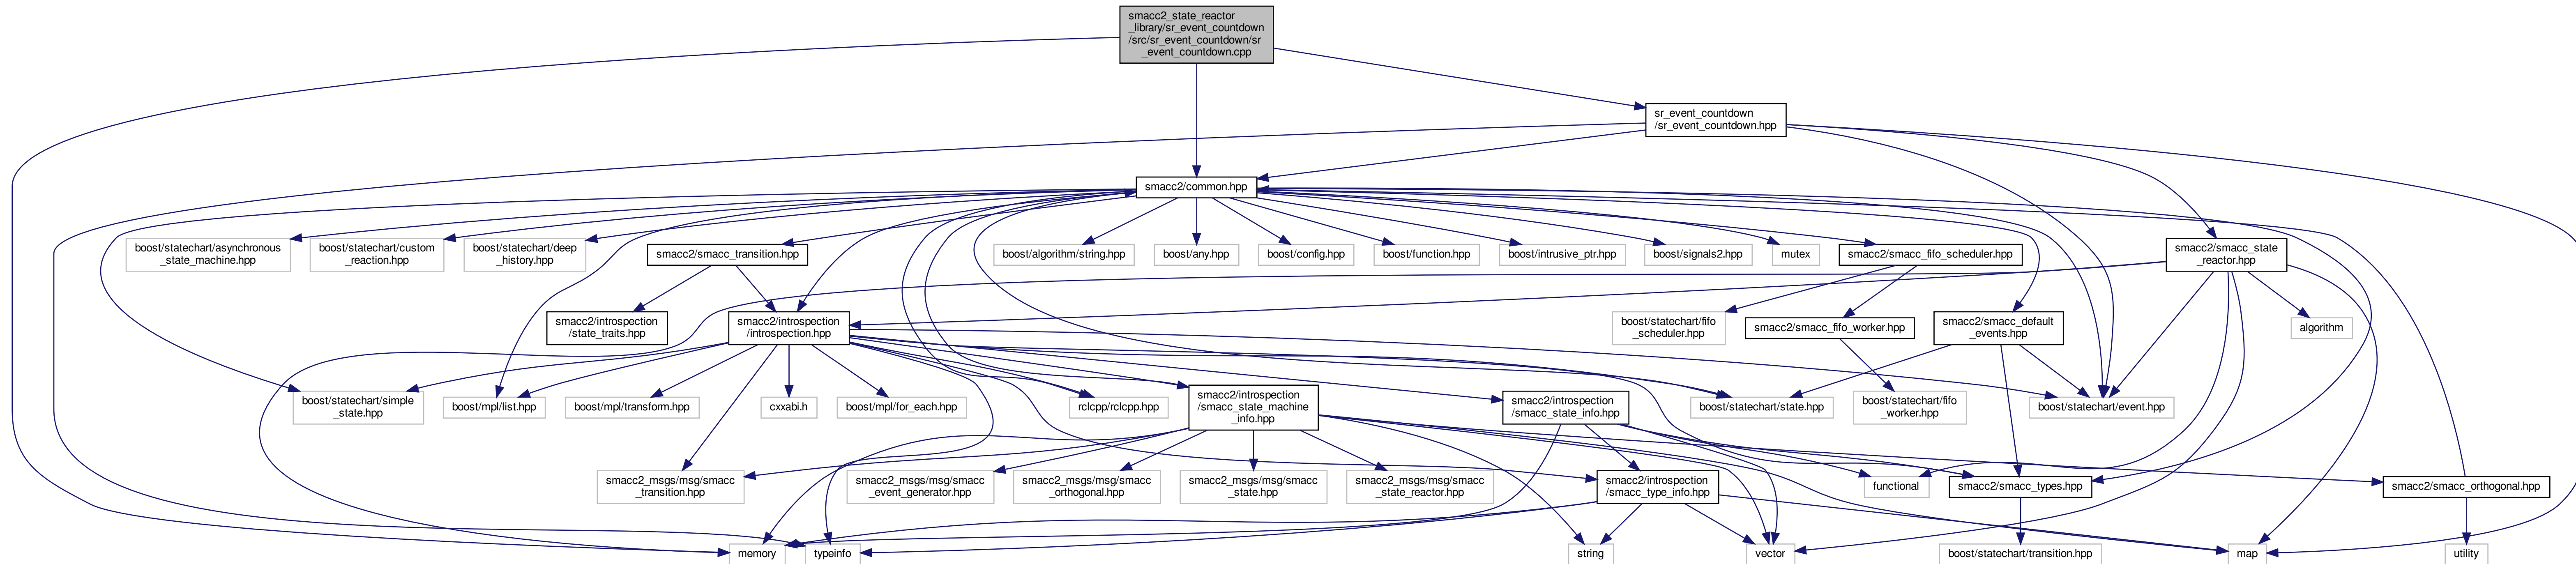 smacc2_state_reactor
_library/sr_event_countdown
/src/sr_event_countdown/sr
_event_countdown.cpp
sr_event_countdown
/sr_event_countdown.hpp
smacc2/common.hpp
boost/statechart/asynchronous
_state_machine.hpp
boost/statechart/custom
_reaction.hpp
boost/statechart/deep
_history.hpp
smacc2/smacc_transition.hpp
boost/algorithm/string.hpp
boost/any.hpp
boost/config.hpp
boost/function.hpp
boost/intrusive_ptr.hpp
boost/signals2.hpp
mutex
smacc2/smacc_fifo_scheduler.hpp
smacc2/smacc_state
_reactor.hpp
smacc2/introspection
/state_traits.hpp
smacc2/introspection
/introspection.hpp
boost/statechart/fifo
_scheduler.hpp
smacc2/smacc_fifo_worker.hpp
smacc2/smacc_default
_events.hpp
algorithm
boost/statechart/simple
_state.hpp
boost/mpl/list.hpp
boost/mpl/transform.hpp
cxxabi.h
boost/mpl/for_each.hpp
rclcpp/rclcpp.hpp
smacc2/introspection
/smacc_state_machine
_info.hpp
smacc2/introspection
/smacc_state_info.hpp
boost/statechart/state.hpp
boost/statechart/fifo
_worker.hpp
boost/statechart/event.hpp
smacc2_msgs/msg/smacc
_transition.hpp
smacc2_msgs/msg/smacc
_event_generator.hpp
smacc2_msgs/msg/smacc
_orthogonal.hpp
smacc2_msgs/msg/smacc
_state.hpp
smacc2_msgs/msg/smacc
_state_reactor.hpp
smacc2/introspection
/smacc_type_info.hpp
functional
smacc2/smacc_types.hpp
smacc2/smacc_orthogonal.hpp
memory
typeinfo
string
vector
boost/statechart/transition.hpp
map
utility